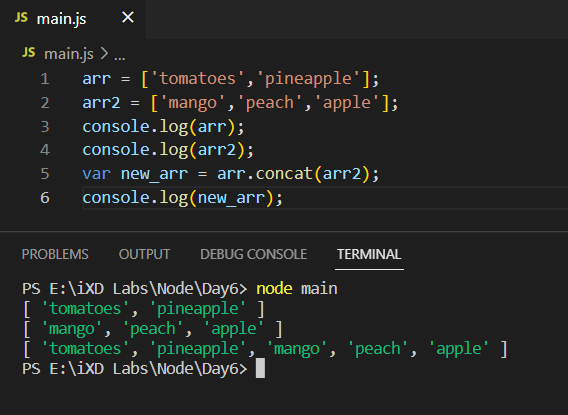 JS main.js ×
JS main.js > ...
1 arr = ['tomatoes','pineapple'];
2 arr2 = ['mango','peach','apple'];
3 console.log(arr);
4 console.log(arr2);
5 var new_arr = arr.concat(arr2);
6 console.log(new_arr);
PROBLEMS OUTPUT DEBUG CONSOLE TERMINAL
PS E:\iXD Labs\Node\Day6> node main
[ 'tomatoes', 'pineapple' ]
[ 'mango', 'peach', 'apple' ]
[ 'tomatoes', 'pineapple', 'mango', 'peach', 'apple' ]
PS E:\iXD Labs\Node\Day6>